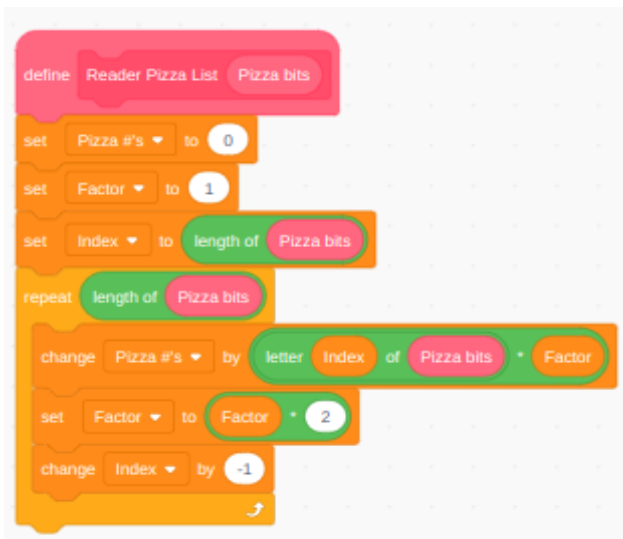 define Reader Pizza List Pizza bits
set Pizza #'s to 0
set Factor to 1
set Index to length of Pizza bits
repeat length of Pizza bits
change Pizza #'s by letter Index of Pizza bits * Factor
set Factor to Factor * 2
change Index by -1